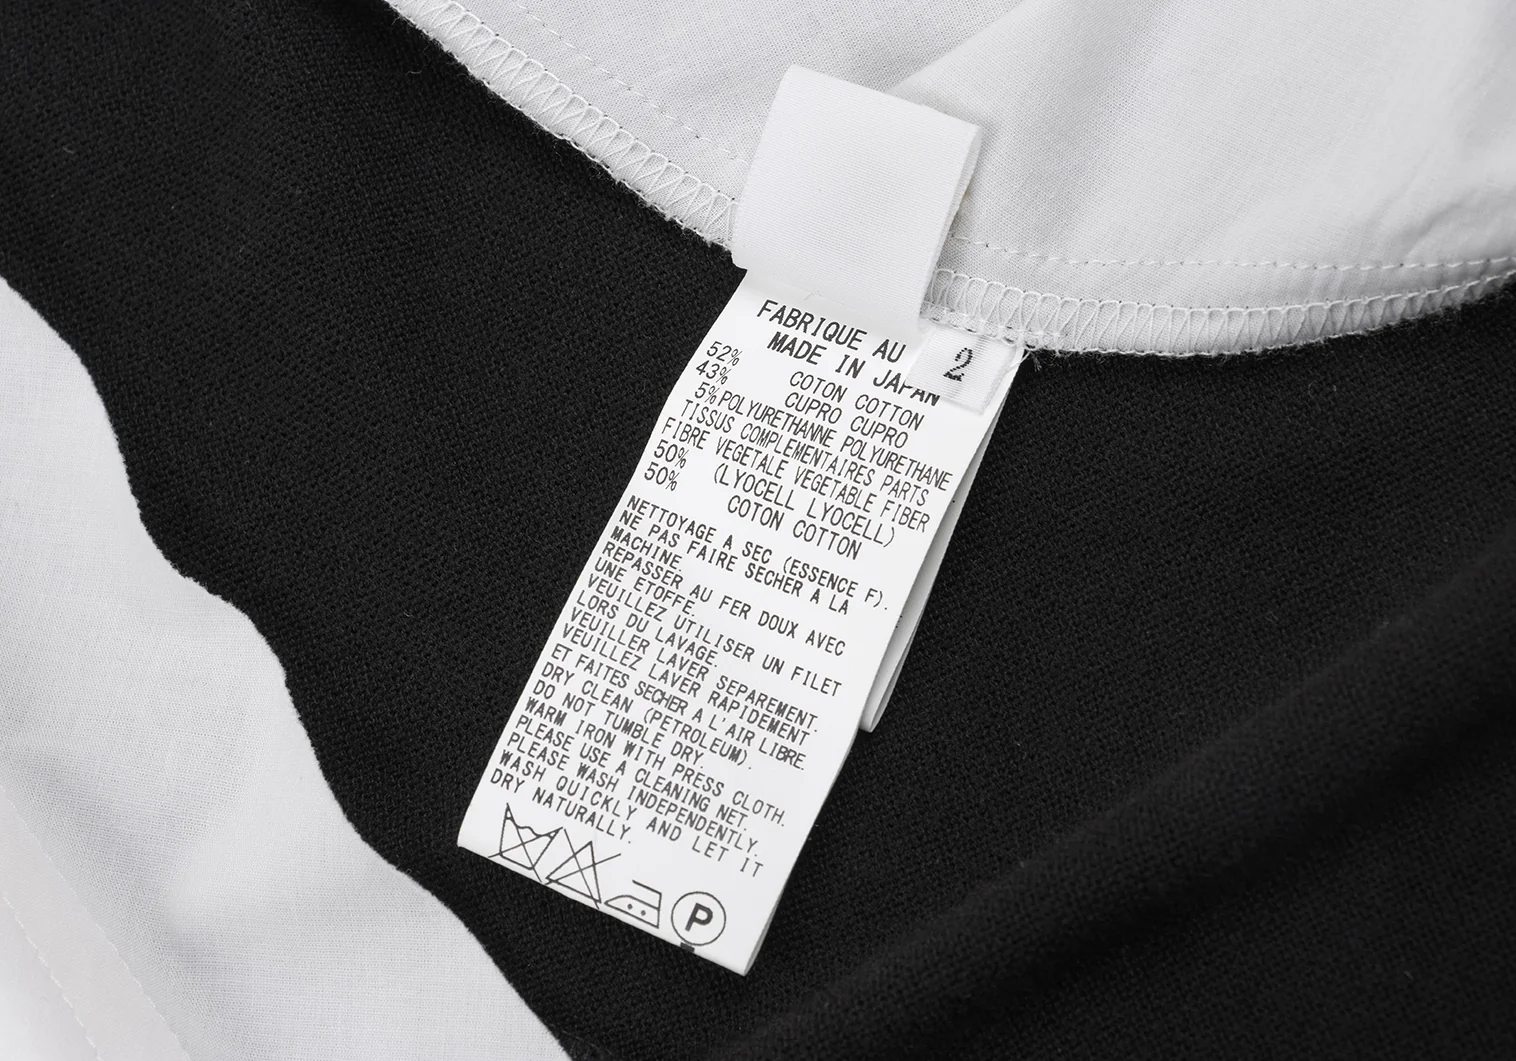 FABRIQUE AU
MADE IN JAPAN
2
52% COTON COTTON
43% CUPRO CUPRO
5% POLYURETHANNE POLYURETHANE
TISSUS COMPLEMENTAIRES PARTS
FIBRE VEGETALE VEGETABLE FIBER
50% (LYOCELL LYOCELL)
50% COTON COTTON
NETTOYAGE A SEC (ESSENCE F).
NE PAS FAIRE SECHER A LA
MACHINE.
REPASSER AU FER DOUX AVEC
UNE ETOFFE.
VEUILLEZ UTILISER UN FILET
LORS DU LAVAGE.
VEUILLER LAVER SEPAREMENT.
VEUILLEZ LAVER RAPIDEMENT
ET FAITES SECHER A L'AIR LIBRE.
DRY CLEAN (PETROLEUM).
DO NOT TUMBLE DRY.
WARM IRON WITH PRESS CLOTH.
PLEASE USE A CLEANING NET.
PLEASE WASH INDEPENDENTLY.
WASH QUICKLY AND LET IT
DRY NATURALLY.
P